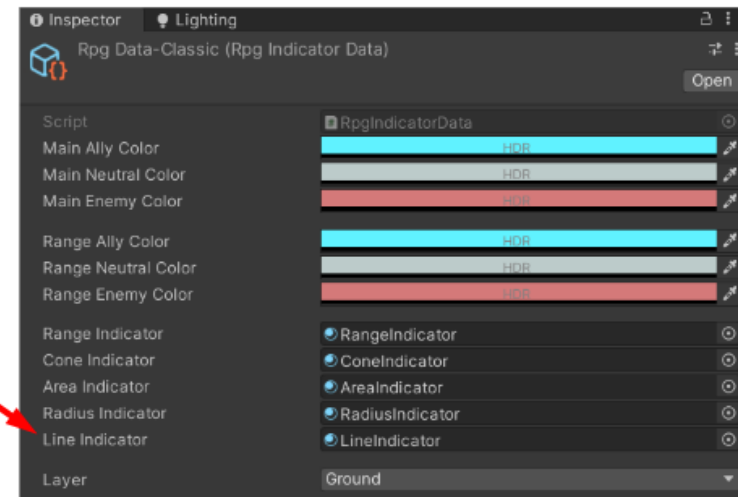 Inspector Lighting
Rpg Data-Classic (Rpg Indicator Data)
Open
Script RpgIndicatorData
Main Ally Color HDR
Main Neutral Color HDR
Main Enemy Color HDR
Range Ally Color HDR
Range Neutral Color HDR
Range Enemy Color HDR
Range Indicator RangeIndicator
Cone Indicator ConeIndicator
Area Indicator AreaIndicator
Radius Indicator RadiusIndicator
Line Indicator LineIndicator
Layer Ground